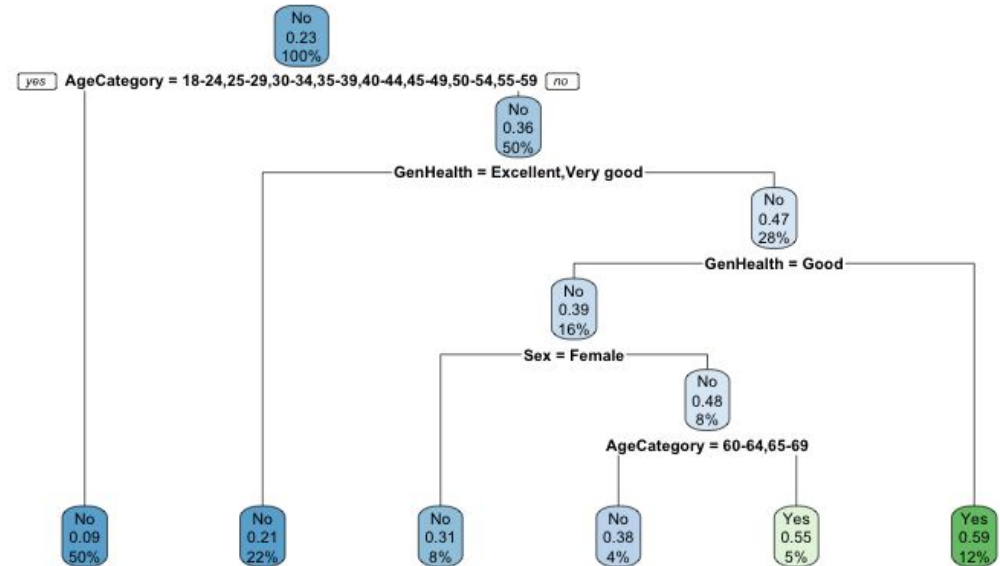 No
0.23
100%
yes AgeCategory = 18-24,25-29,30-34,35-39,40-44,45-49,50-54,55-59 no
No
0.36
50%
GenHealth = Excellent,Very good
No
0.47
28%
GenHealth = Good
No
0.39
16%
Sex = Female
No
0.48
8%
AgeCategory = 60-64,65-69
No
0.09
50%
No
0.21
22%
No
0.31
8%
No
0.38
4%
Yes
0.55
5%
Yes
0.59
12%